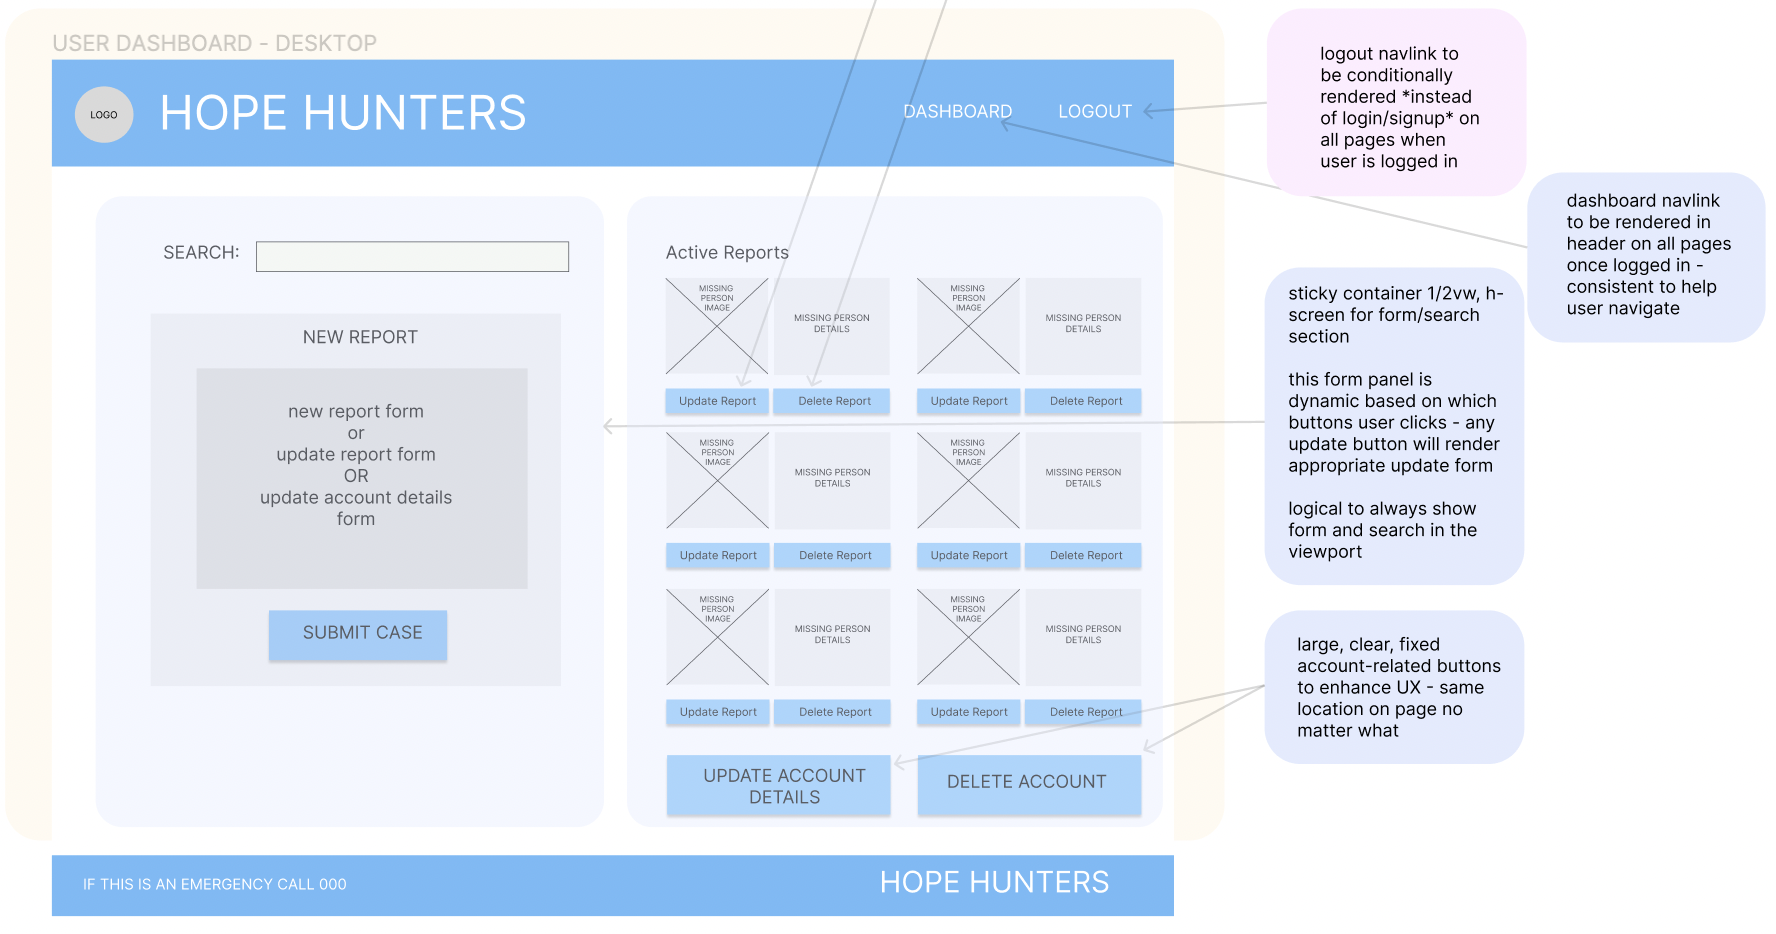 USER DASHBOARD - DESKTOP
LOGO
HOPE HUNTERS
DASHBOARD
LOGOUT
logout navlink to
be conditionally
rendered *instead
of login/signup* on
all pages when
user is logged in
dashboard navlink
to be rendered in
header on all pages
once logged in -
consistent to help
user navigate
SEARCH:
NEW REPORT
new report form
or
update report form
OR
update account details
form
SUBMIT CASE
Active Reports
MISSING
PERSON
IMAGE
MISSING PERSON
DETAILS
MISSING
PERSON
IMAGE
MISSING PERSON
DETAILS
Update Report
Delete Report
Update Report
Delete Report
MISSING
PERSON
IMAGE
MISSING PERSON
DETAILS
MISSING
PERSON
IMAGE
MISSING PERSON
DETAILS
Update Report
Delete Report
Update Report
Delete Report
MISSING
PERSON
IMAGE
MISSING PERSON
DETAILS
MISSING
PERSON
IMAGE
MISSING PERSON
DETAILS
Update Report
Delete Report
Update Report
Delete Report
UPDATE ACCOUNT
DETAILS
DELETE ACCOUNT
sticky container 1/2vw, h-
screen for form/search
section
this form panel is
dynamic based on which
buttons user clicks - any
update button will render
appropriate update form
logical to always show
form and search in the
viewport
large, clear, fixed
account-related buttons
to enhance UX - same
location on page no
matter what
IF THIS IS AN EMERGENCY CALL 000
HOPE HUNTERS